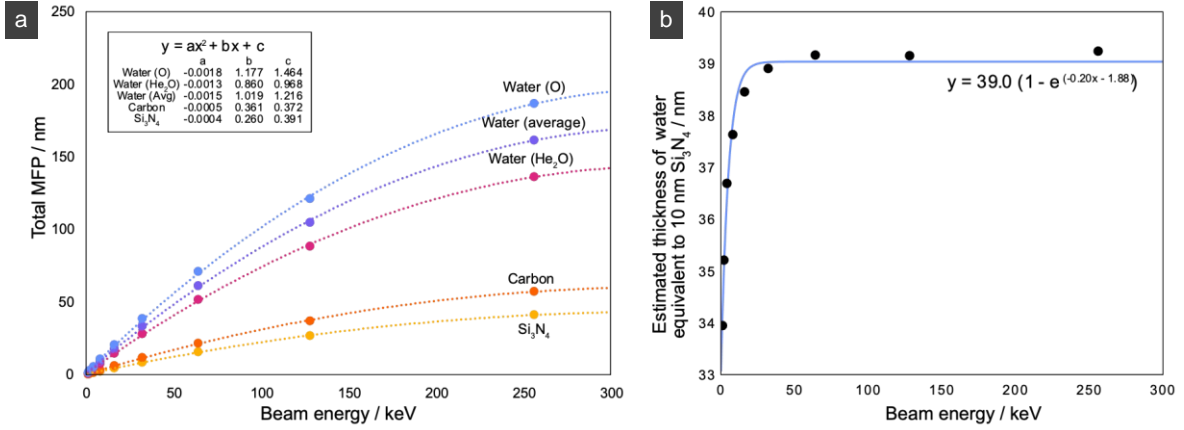 a
y = ax² + bx + c
a b c
Water (O) -0.0018 1.177 1.464
Water (He₂O) -0.0013 0.860 0.968
Water (Avg) -0.0015 1.019 1.216
Carbon -0.0005 0.361 0.372
Si₃N₄ -0.0004 0.260 0.391
Total MFP / nm
250
200
150
100
50
0
Water (O)
Water (average)
Water (He₂O)
Carbon
Si₃N₄
0 50 100 150 200 250 300
Beam energy / keV
b
Estimated thickness of water
equivalent to 10 nm Si₃N₄ / nm
40
39
38
37
36
35
34
33
y = 39.0 (1 - e^(-0.20x - 1.88))
0 50 100 150 200 250 300
Beam energy / keV